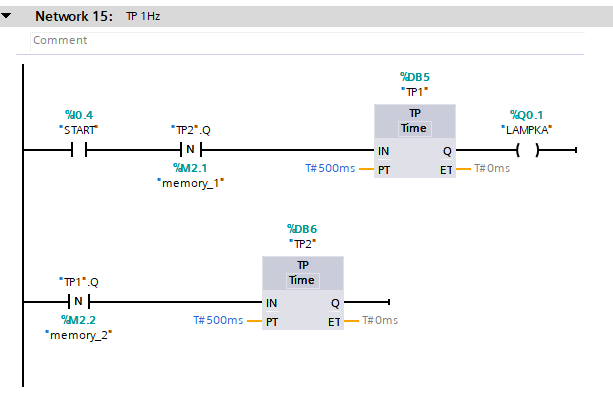 Network 15: TP 1Hz
Comment
%DB5
"TP1"
%I0.4
"START"
"TP2".Q
TP
Time
%Q0.1
"LAMPKA"
N
IN
Q
%M2.1
"memory_1"
T#500ms
PT
ET
T#0ms
%DB6
"TP2"
"TP1".Q
TP
Time
N
IN
Q
%M2.2
"memory_2"
T#500ms
PT
ET
T#0ms